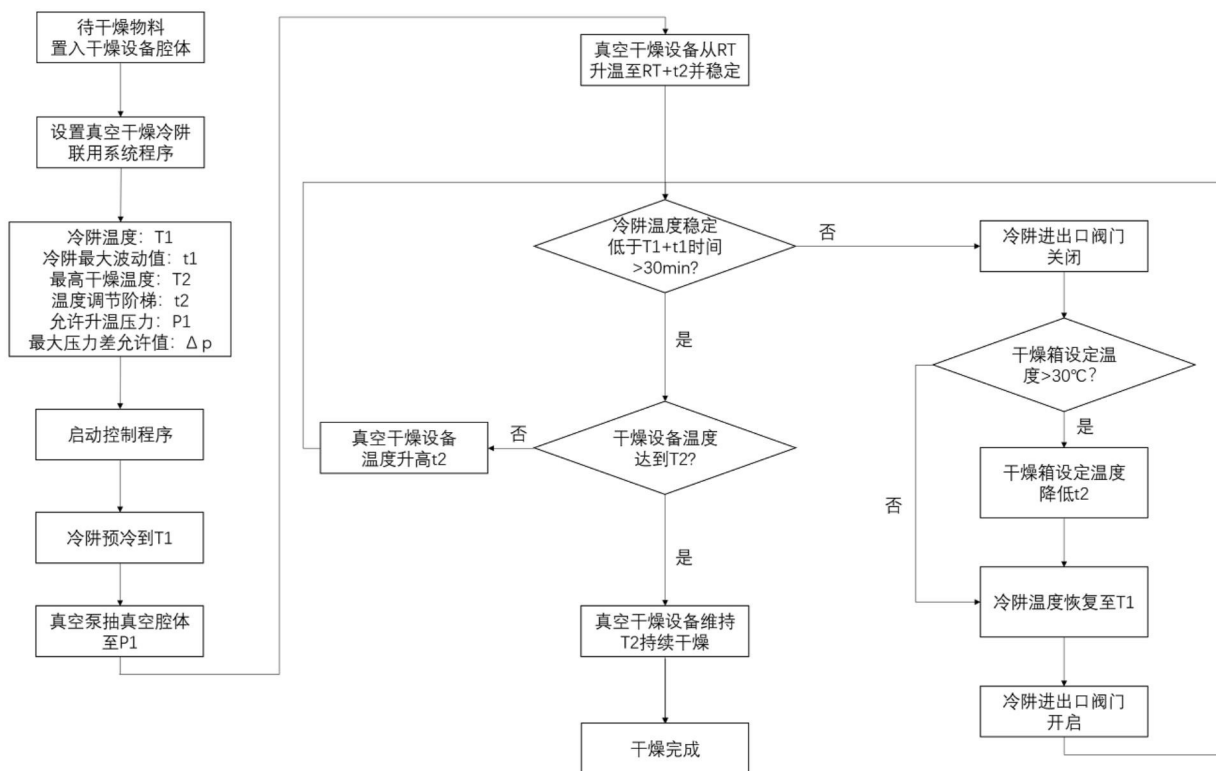 待干燥物料
置入干燥设备腔体
设置真空干燥冷阱
联用系统程序
冷阱温度：T1
冷阱最大波动值：t1
最高干燥温度：T2
温度调节阶梯：t2
允许升温压力：P1
最大压力差允许值：Δp
启动控制程序
冷阱预冷到T1
真空泵抽真空腔体
至P1
真空干燥设备从RT
升温至RT+t2并稳定
冷阱温度稳定
低于T1+t1时间
>30min?
否
是
干燥设备温度
达到T2?
否
真空干燥设备
温度升高t2
是
真空干燥设备维持
T2持续干燥
干燥完成
冷阱进出口阀门
关闭
干燥箱设定温
度>30℃?
是
否
干燥箱设定温度
降低t2
冷阱温度恢复至T1
冷阱进出口阀门
开启